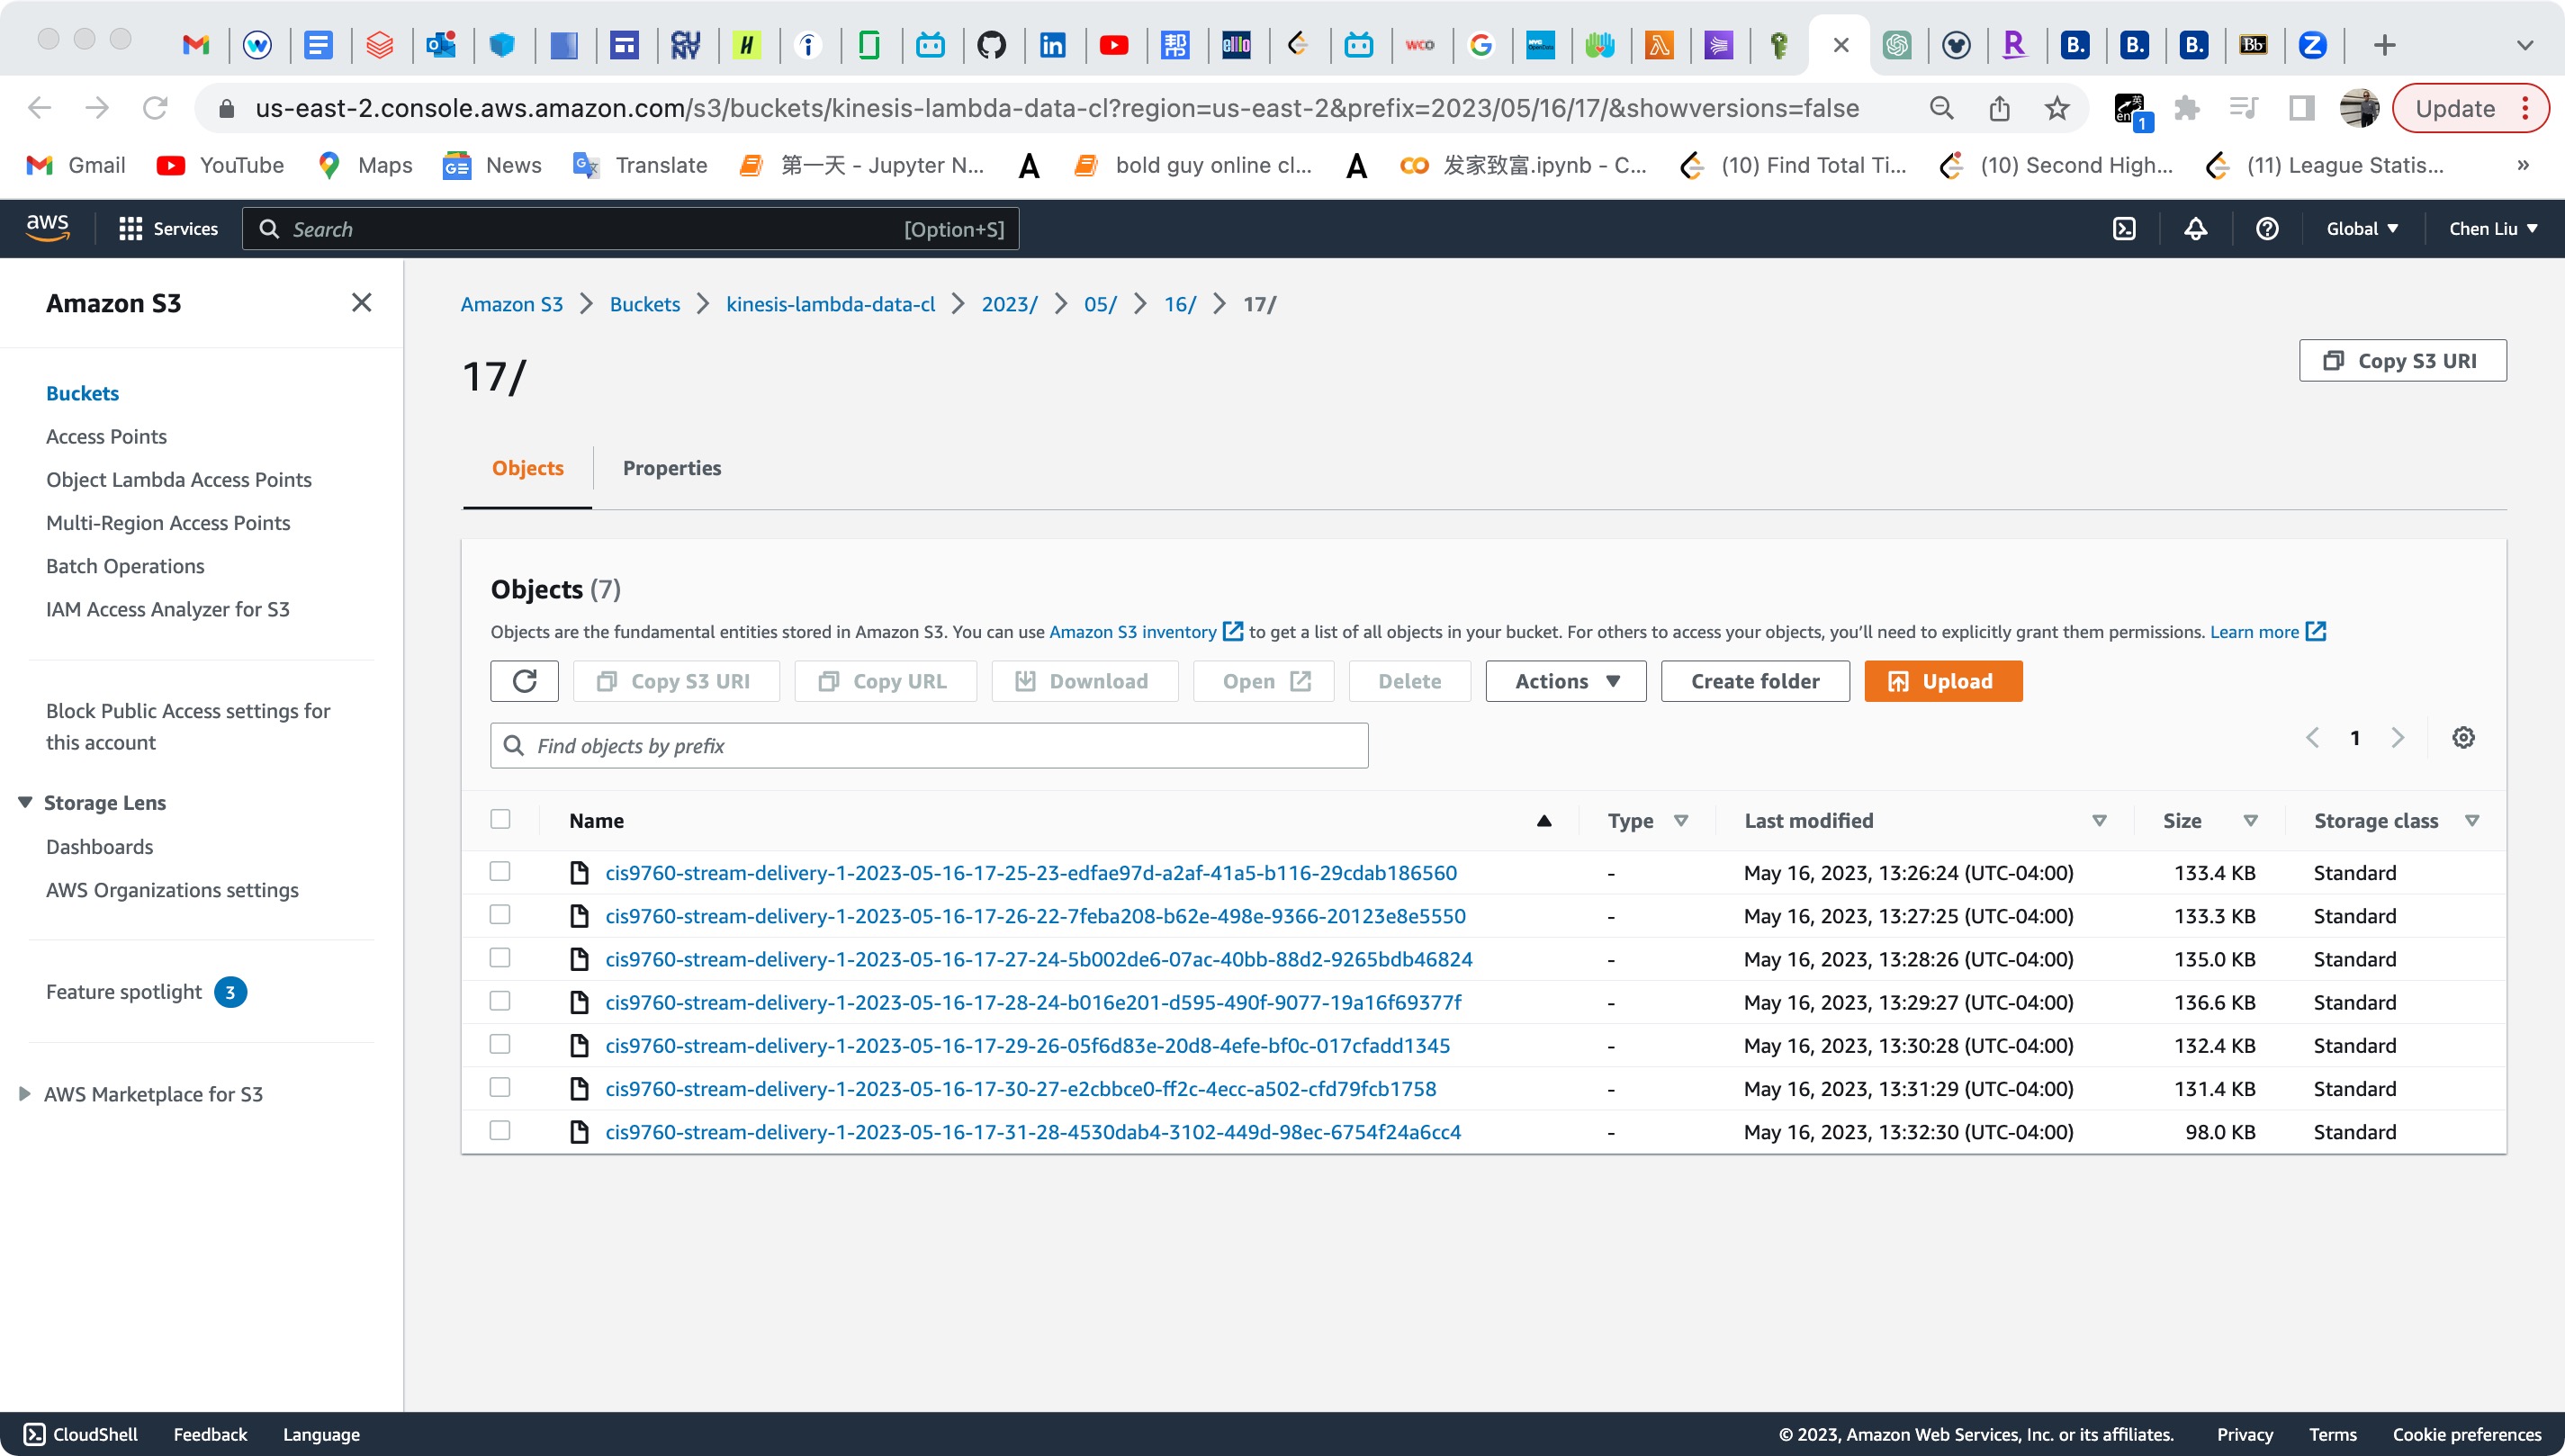 us-east-2.console.aws.amazon.com/s3/buckets/kinesis-lambda-data-cl?region=us-east-2&prefix=2023/05/16/17/&showversions=false
1
Update
Gmail YouTube Maps News Translate 第一天 - Jupyter N... bold guy online cl... 发家致富.ipynb - C... (10) Find Total Ti... (10) Second High... (11) League Statis... »
aws Services Search [Option+S] Global Chen Liu
Amazon S3
Buckets
Access Points
Object Lambda Access Points
Multi-Region Access Points
Batch Operations
IAM Access Analyzer for S3
Block Public Access settings for
this account
Storage Lens
Dashboards
AWS Organizations settings
Feature spotlight 3
AWS Marketplace for S3
Amazon S3 > Buckets > kinesis-lambda-data-cl > 2023/ > 05/ > 16/ > 17/
17/
Copy S3 URI
Objects Properties
Objects (7)
Objects are the fundamental entities stored in Amazon S3. You can use Amazon S3 inventory to get a list of all objects in your bucket. For others to access your objects, you’ll need to explicitly grant them permissions. Learn more
Copy S3 URI Copy URL Download Open Delete Actions Create folder Upload
Find objects by prefix
1
Name Type Last modified Size Storage class
cis9760-stream-delivery-1-2023-05-16-17-25-23-edfae97d-a2af-41a5-b116-29cdab186560 - May 16, 2023, 13:26:24 (UTC-04:00) 133.4 KB Standard
cis9760-stream-delivery-1-2023-05-16-17-26-22-7feba208-b62e-498e-9366-20123e8e5550 - May 16, 2023, 13:27:25 (UTC-04:00) 133.3 KB Standard
cis9760-stream-delivery-1-2023-05-16-17-27-24-5b002de6-07ac-40bb-88d2-9265bdb46824 - May 16, 2023, 13:28:26 (UTC-04:00) 135.0 KB Standard
cis9760-stream-delivery-1-2023-05-16-17-28-24-b016e201-d595-490f-9077-19a16f69377f - May 16, 2023, 13:29:27 (UTC-04:00) 136.6 KB Standard
cis9760-stream-delivery-1-2023-05-16-17-29-26-05f6d83e-20d8-4efe-bf0c-017cfadd1345 - May 16, 2023, 13:30:28 (UTC-04:00) 132.4 KB Standard
cis9760-stream-delivery-1-2023-05-16-17-30-27-e2cbbce0-ff2c-4ecc-a502-cfd79fcb1758 - May 16, 2023, 13:31:29 (UTC-04:00) 131.4 KB Standard
cis9760-stream-delivery-1-2023-05-16-17-31-28-4530dab4-3102-449d-98ec-6754f24a6cc4 - May 16, 2023, 13:32:30 (UTC-04:00) 98.0 KB Standard
CloudShell Feedback Language © 2023, Amazon Web Services, Inc. or its affiliates. Privacy Terms Cookie preferences